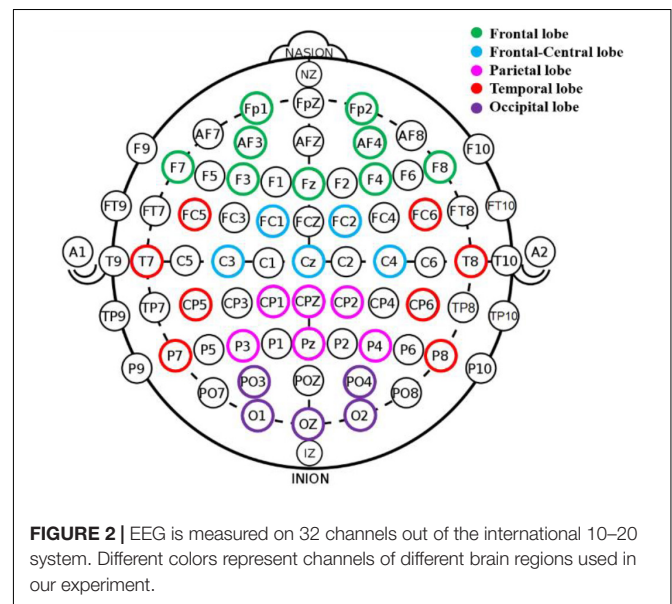 NASION
Frontal lobe
Frontal-Central lobe
Parietal lobe
Temporal lobe
Occipital lobe
NZ
Fp1 FpZ Fp2
AF7 AF3 AFZ AF4 AF8
F9 F7 F5 F3 F1 Fz F2 F4 F6 F8 F10
FT9 FT7 FC5 FC3 FC1 FCZ FC2 FC4 FC6 FT8 FT10
A1 T9 T7 C5 C3 C1 Cz C2 C4 C6 T8 T10 A2
TP9 TP7 CP5 CP3 CP1 CPZ CP2 CP4 CP6 TP8 TP10
P9 P7 P5 P3 P1 Pz P2 P4 P6 P8 P10
PO7 PO3 POZ PO4 PO8
O1 OZ O2
IZ
INION
FIGURE 2 | EEG is measured on 32 channels out of the international 10–20
system. Different colors represent channels of different brain regions used in
our experiment.